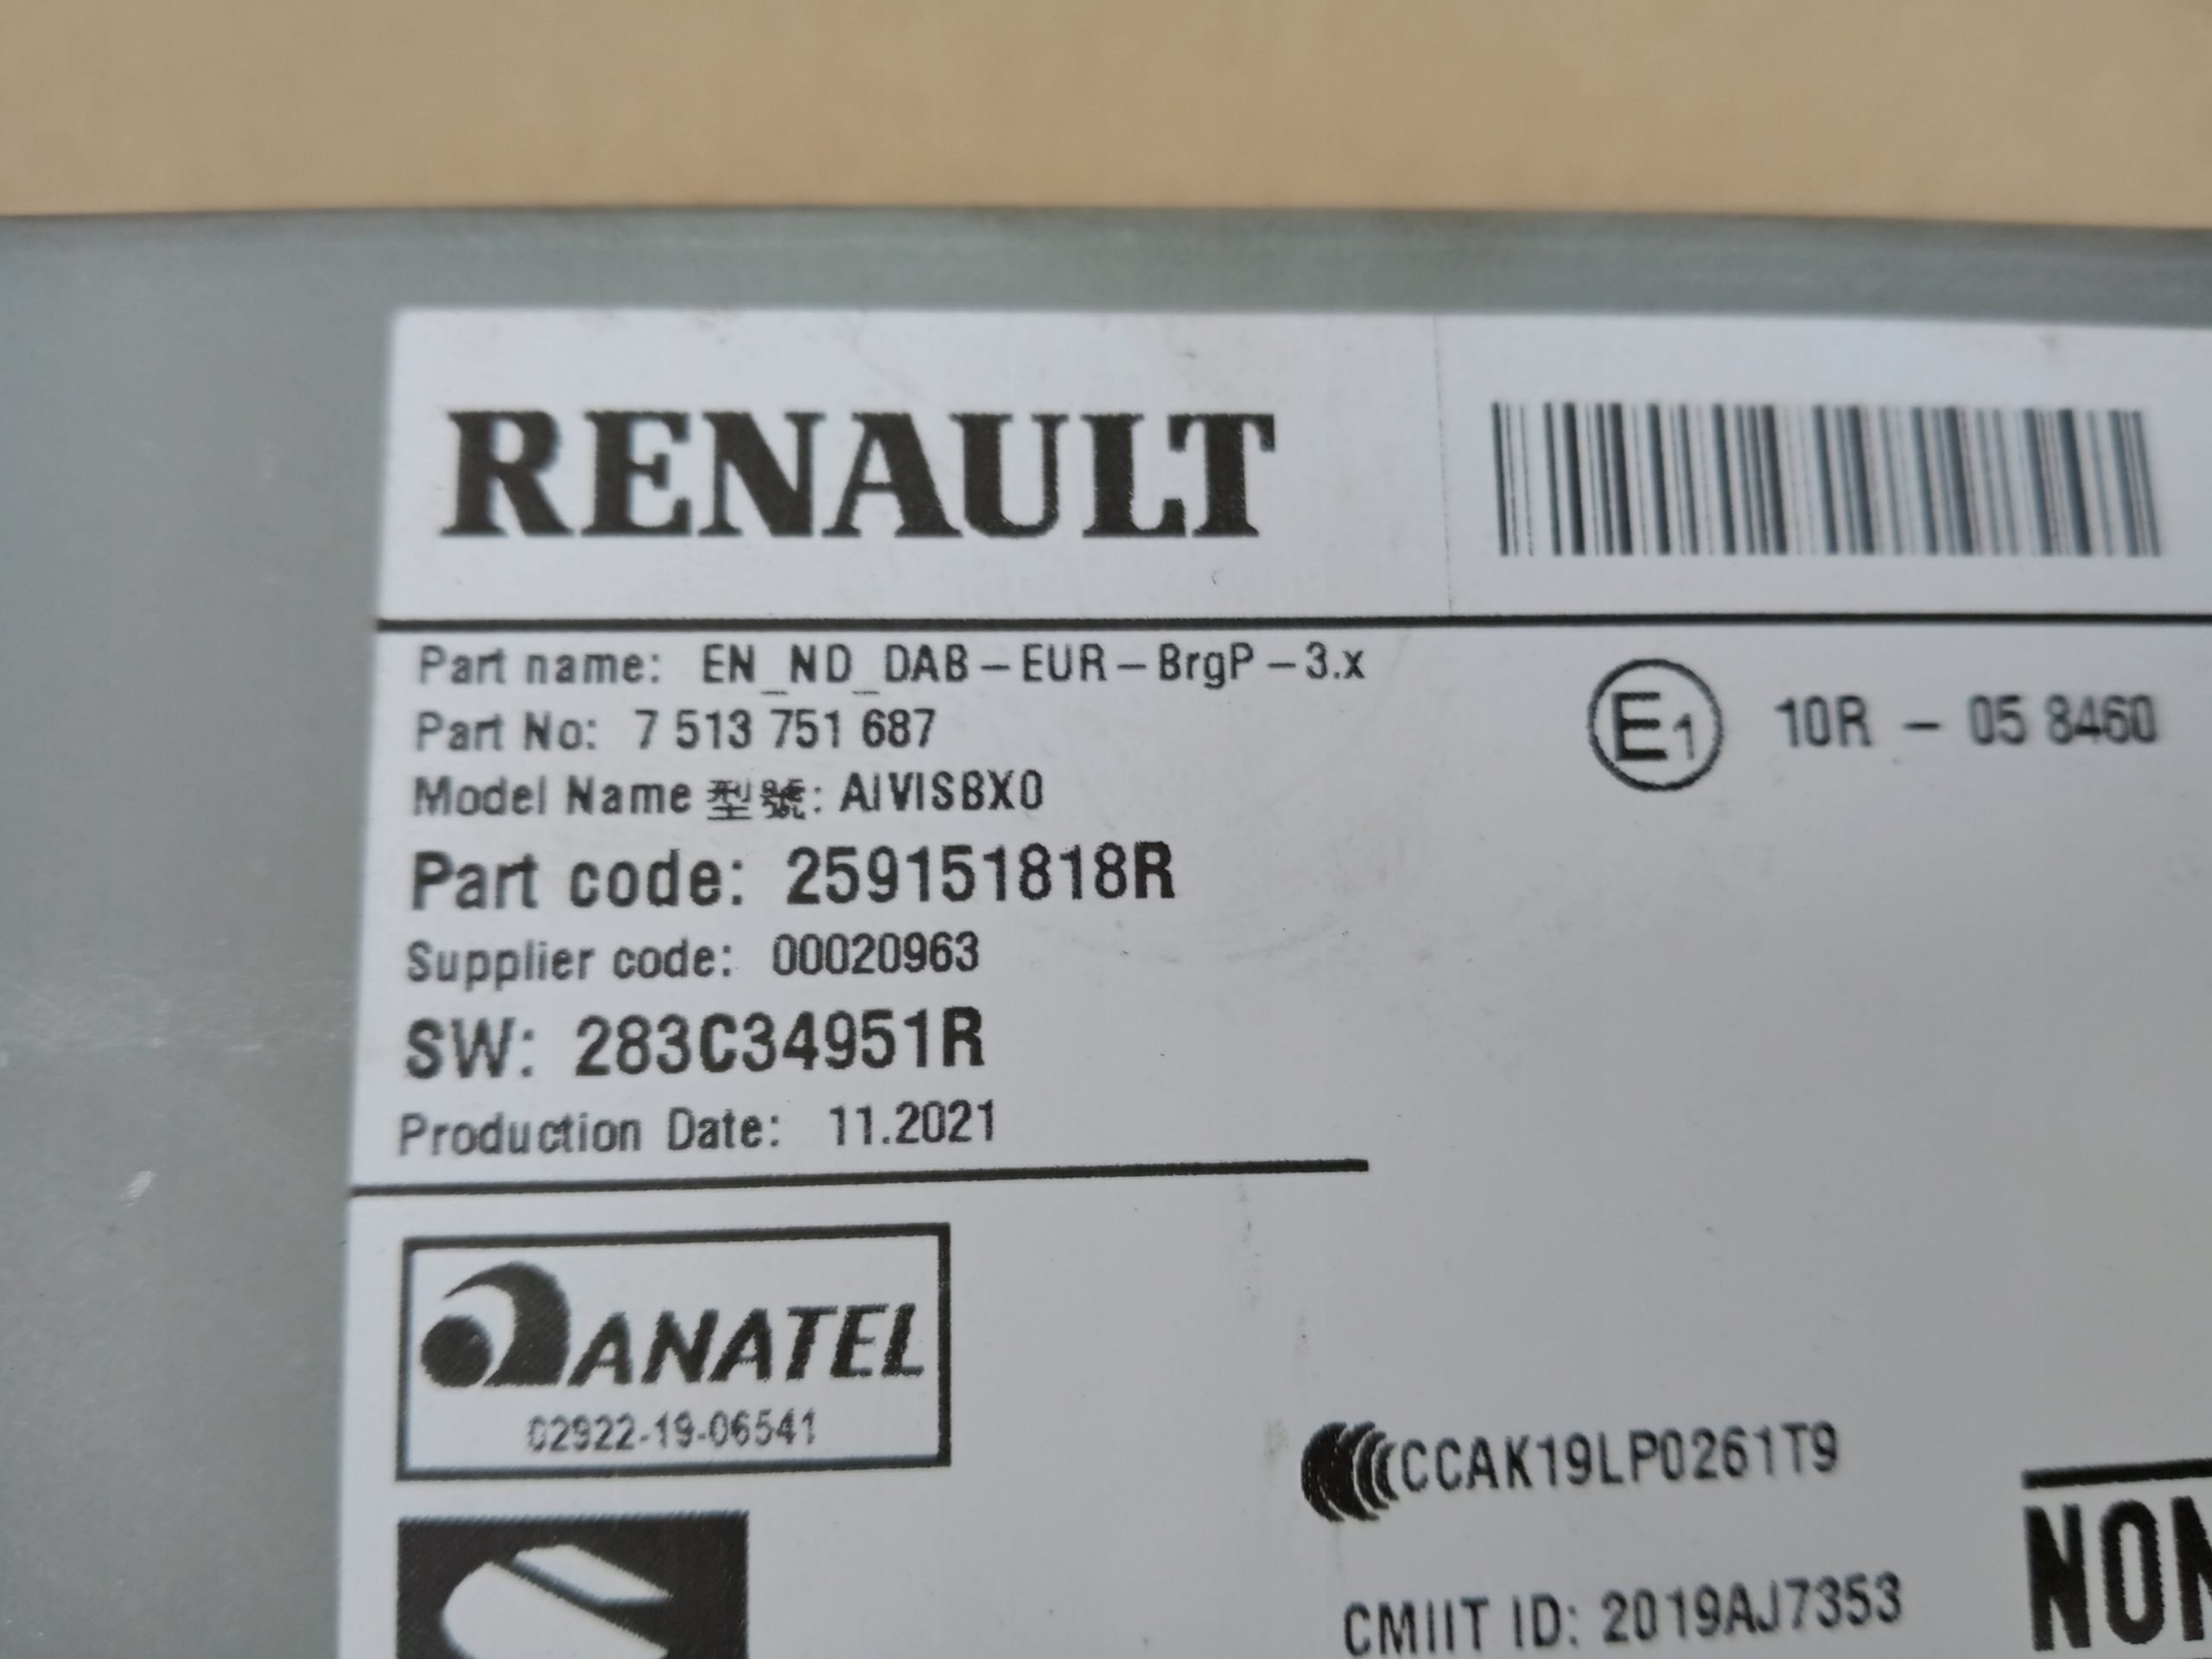 RENAULT
Part name: EN_ND_DAB-EUR-BrgP-3.x
Part No: 7 513 751 687
Model Name 型號: AIVISBX0
Part code: 259151818R
Supplier code: 00020963
SW: 283C34951R
Production Date: 11.2021
E1 10R - 05 8460
ANATEL
02922-19-06541
CCAK19LP0261T9
CMIIT ID: 2019AJ7353
NOM